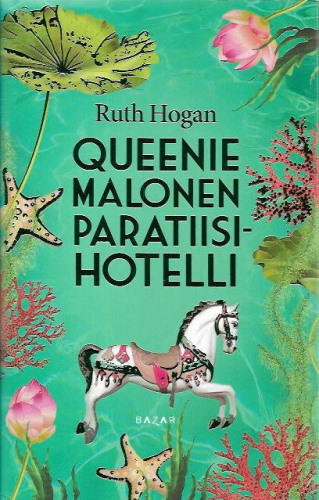 Ruth Hogan
QUEENIE
MALONEN
PARATIISI-
HOTELLI
BAZAR